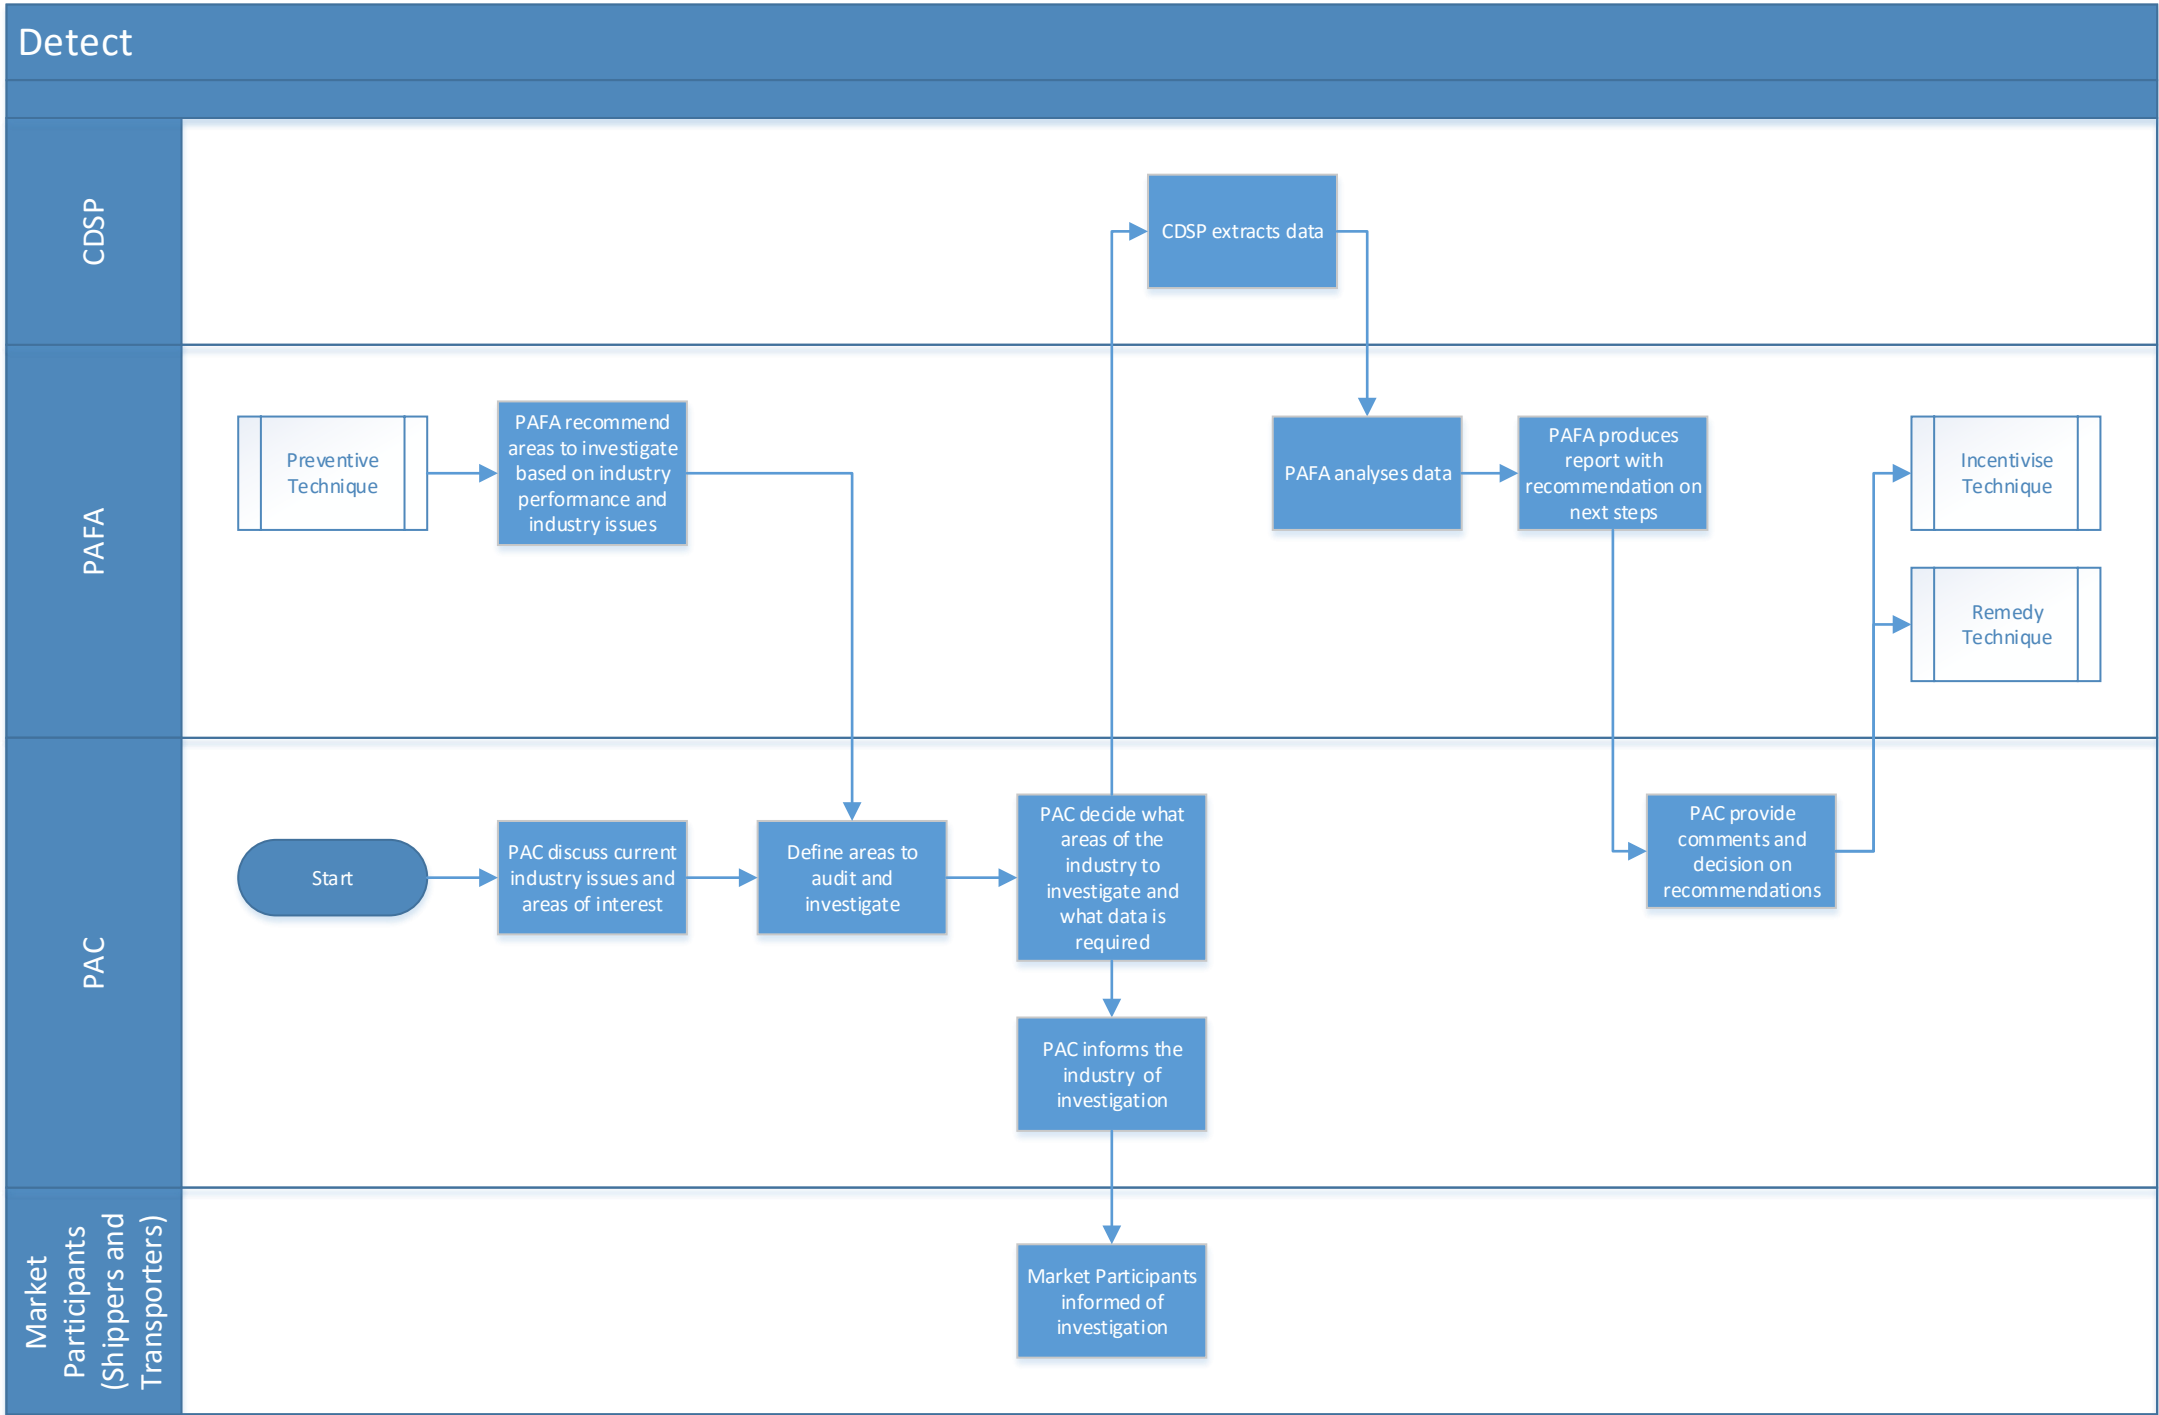 Detect
CDSP
CDSP extracts data
PAFA
Preventive
Technique
PAFA recommend
areas to investigate
based on industry
performance and
industry issues
PAFA analyses data
PAFA produces
report with
recommendation on
next steps
Incentivise
Technique
Remedy
Technique
PAC
Start
PAC discuss current
industry issues and
areas of interest
Define areas to
audit and
investigate
PAC decide what
areas of the
industry to
investigate and
what data is
required
PAC provide
comments and
decision on
recommendations
PAC informs the
industry of
investigation
Market
Participants
(Shippers and
Transporters)
Market Participants
informed of
investigation